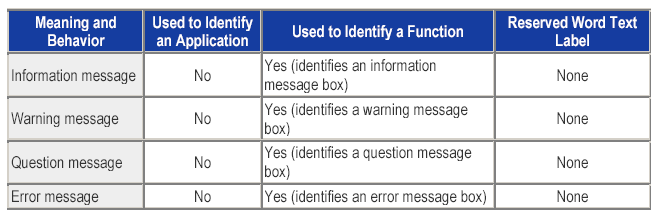 Meaning and Behavior | Used to Identify an Application | Used to Identify a Function | Reserved Word Text Label
Information message | No | Yes (identifies an information message box) | None
Warning message | No | Yes (identifies a warning message box) | None
Question message | No | Yes (identifies a question message box) | None
Error message | No | Yes (identifies an error message box) | None